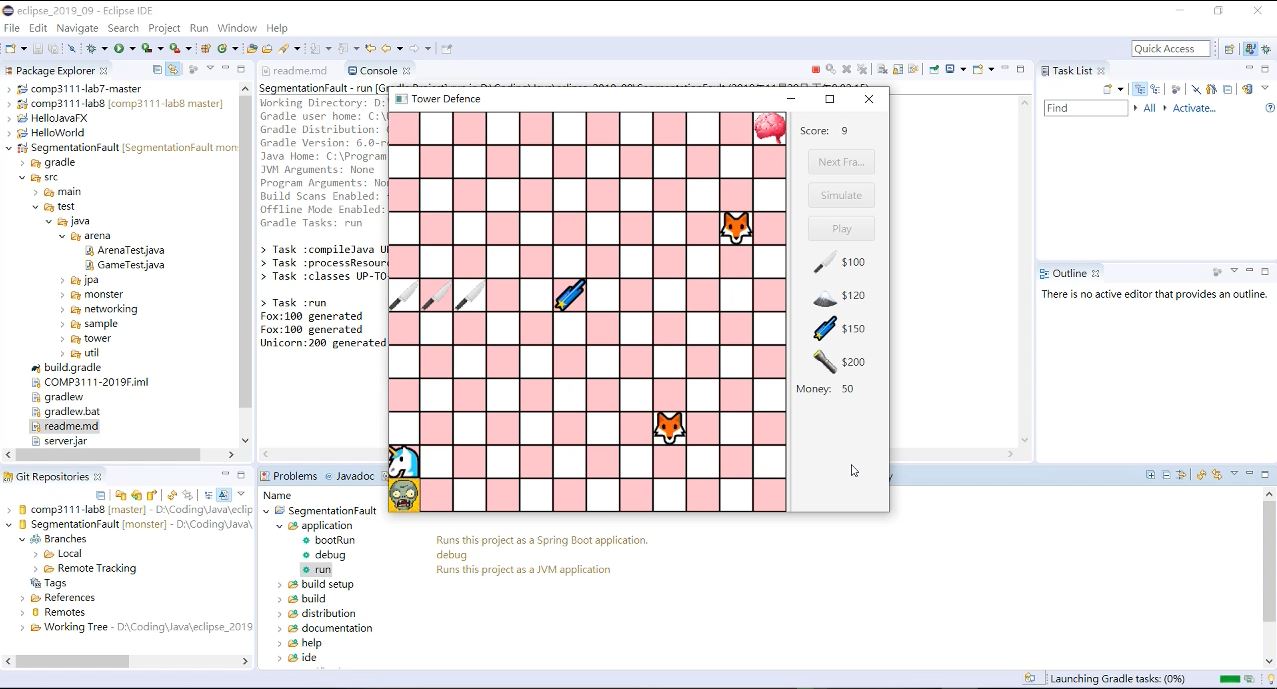 eclipse_2019_09 - Eclipse IDE
File Edit Navigate Search Project Run Window Help
Quick Access
Package Explorer
comp3111-lab8 master
comp3111-lab8 [comp3111-lab8 master]
HelloJavaFX
HelloWorld
SegmentationFault [SegmentationFault mon
gradle
src
main
test
java
arena
ArenaTest.java
GameTest.java
jpa
monster
networking
sample
tower
util
build.gradle
COMP3111-2019F.iml
gradlew
gradlew.bat
readme.md
server.jar
Git Repositories
comp3111-lab8 [master] - D:\Coding\Java\eclip
SegmentationFault [monster] - D:\Coding\Java\
Branches
Local
Remote Tracking
Tags
References
Remotes
Working Tree - D:\Coding\Java\eclipse_2019
readme.md Console
Working Directory: D:
Gradle user home: C:\
Gradle Distribution:
Gradle Version: 6.0-r
Java Home: C:\Program
JVM Arguments: None
Program Arguments: No
Build Scans Enabled:
Offline Mode Enabled:
Gradle Tasks: run
> Task :compileJava U
> Task :processResour
> Task :classes UP-TO
> Task :run
Fox:100 generated
Fox:100 generated
Unicorn:200 generated
Tower Defence
Score: 9
Next Fra...
Simulate
Play
$100
$120
$150
$200
Money: 50
Task List
Find All Activate...
Outline
There is no active editor that provides an outline.
Problems Javadoc
Name
SegmentationFault
application
bootRun Runs this project as a Spring Boot application.
debug debug
run Runs this project as a JVM application
build setup
build
distribution
documentation
help
ide
Launching Gradle tasks: (0%)